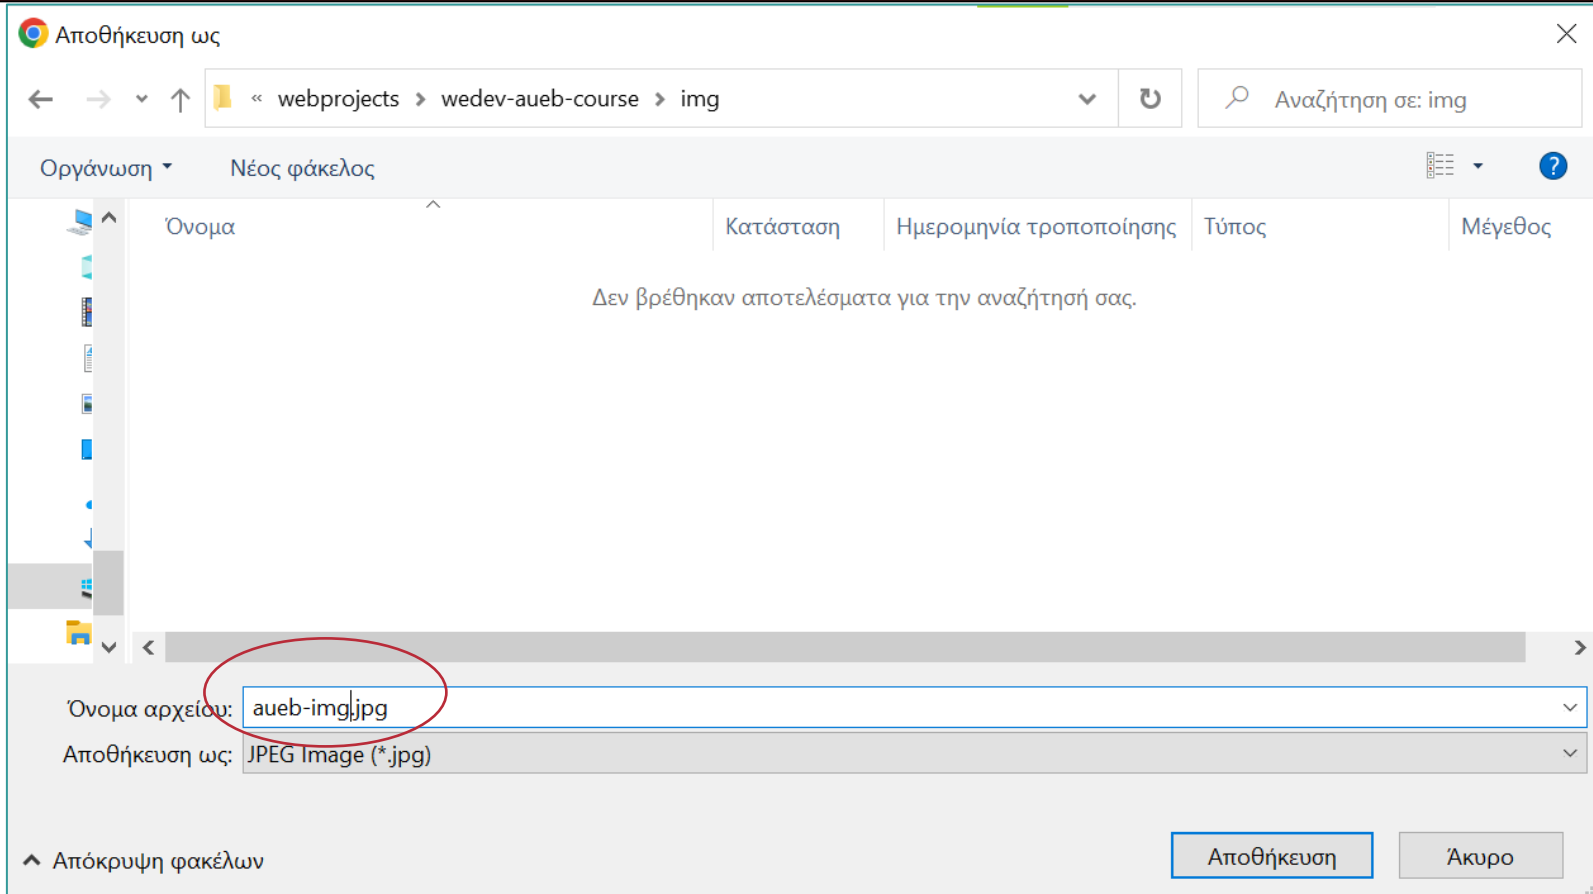 Αποθήκευση ως
« webprojects > wedev-aueb-course > img
Αναζήτηση σε: img
Οργάνωση
Νέος φάκελος
Όνομα
Κατάσταση
Ημερομηνία τροποποίησης
Τύπος
Μέγεθος
Δεν βρέθηκαν αποτελέσματα για την αναζήτησή σας.
Όνομα αρχείου: aueb-img.jpg
Αποθήκευση ως: JPEG Image (*.jpg)
Απόκρυψη φακέλων
Αποθήκευση
Άκυρο